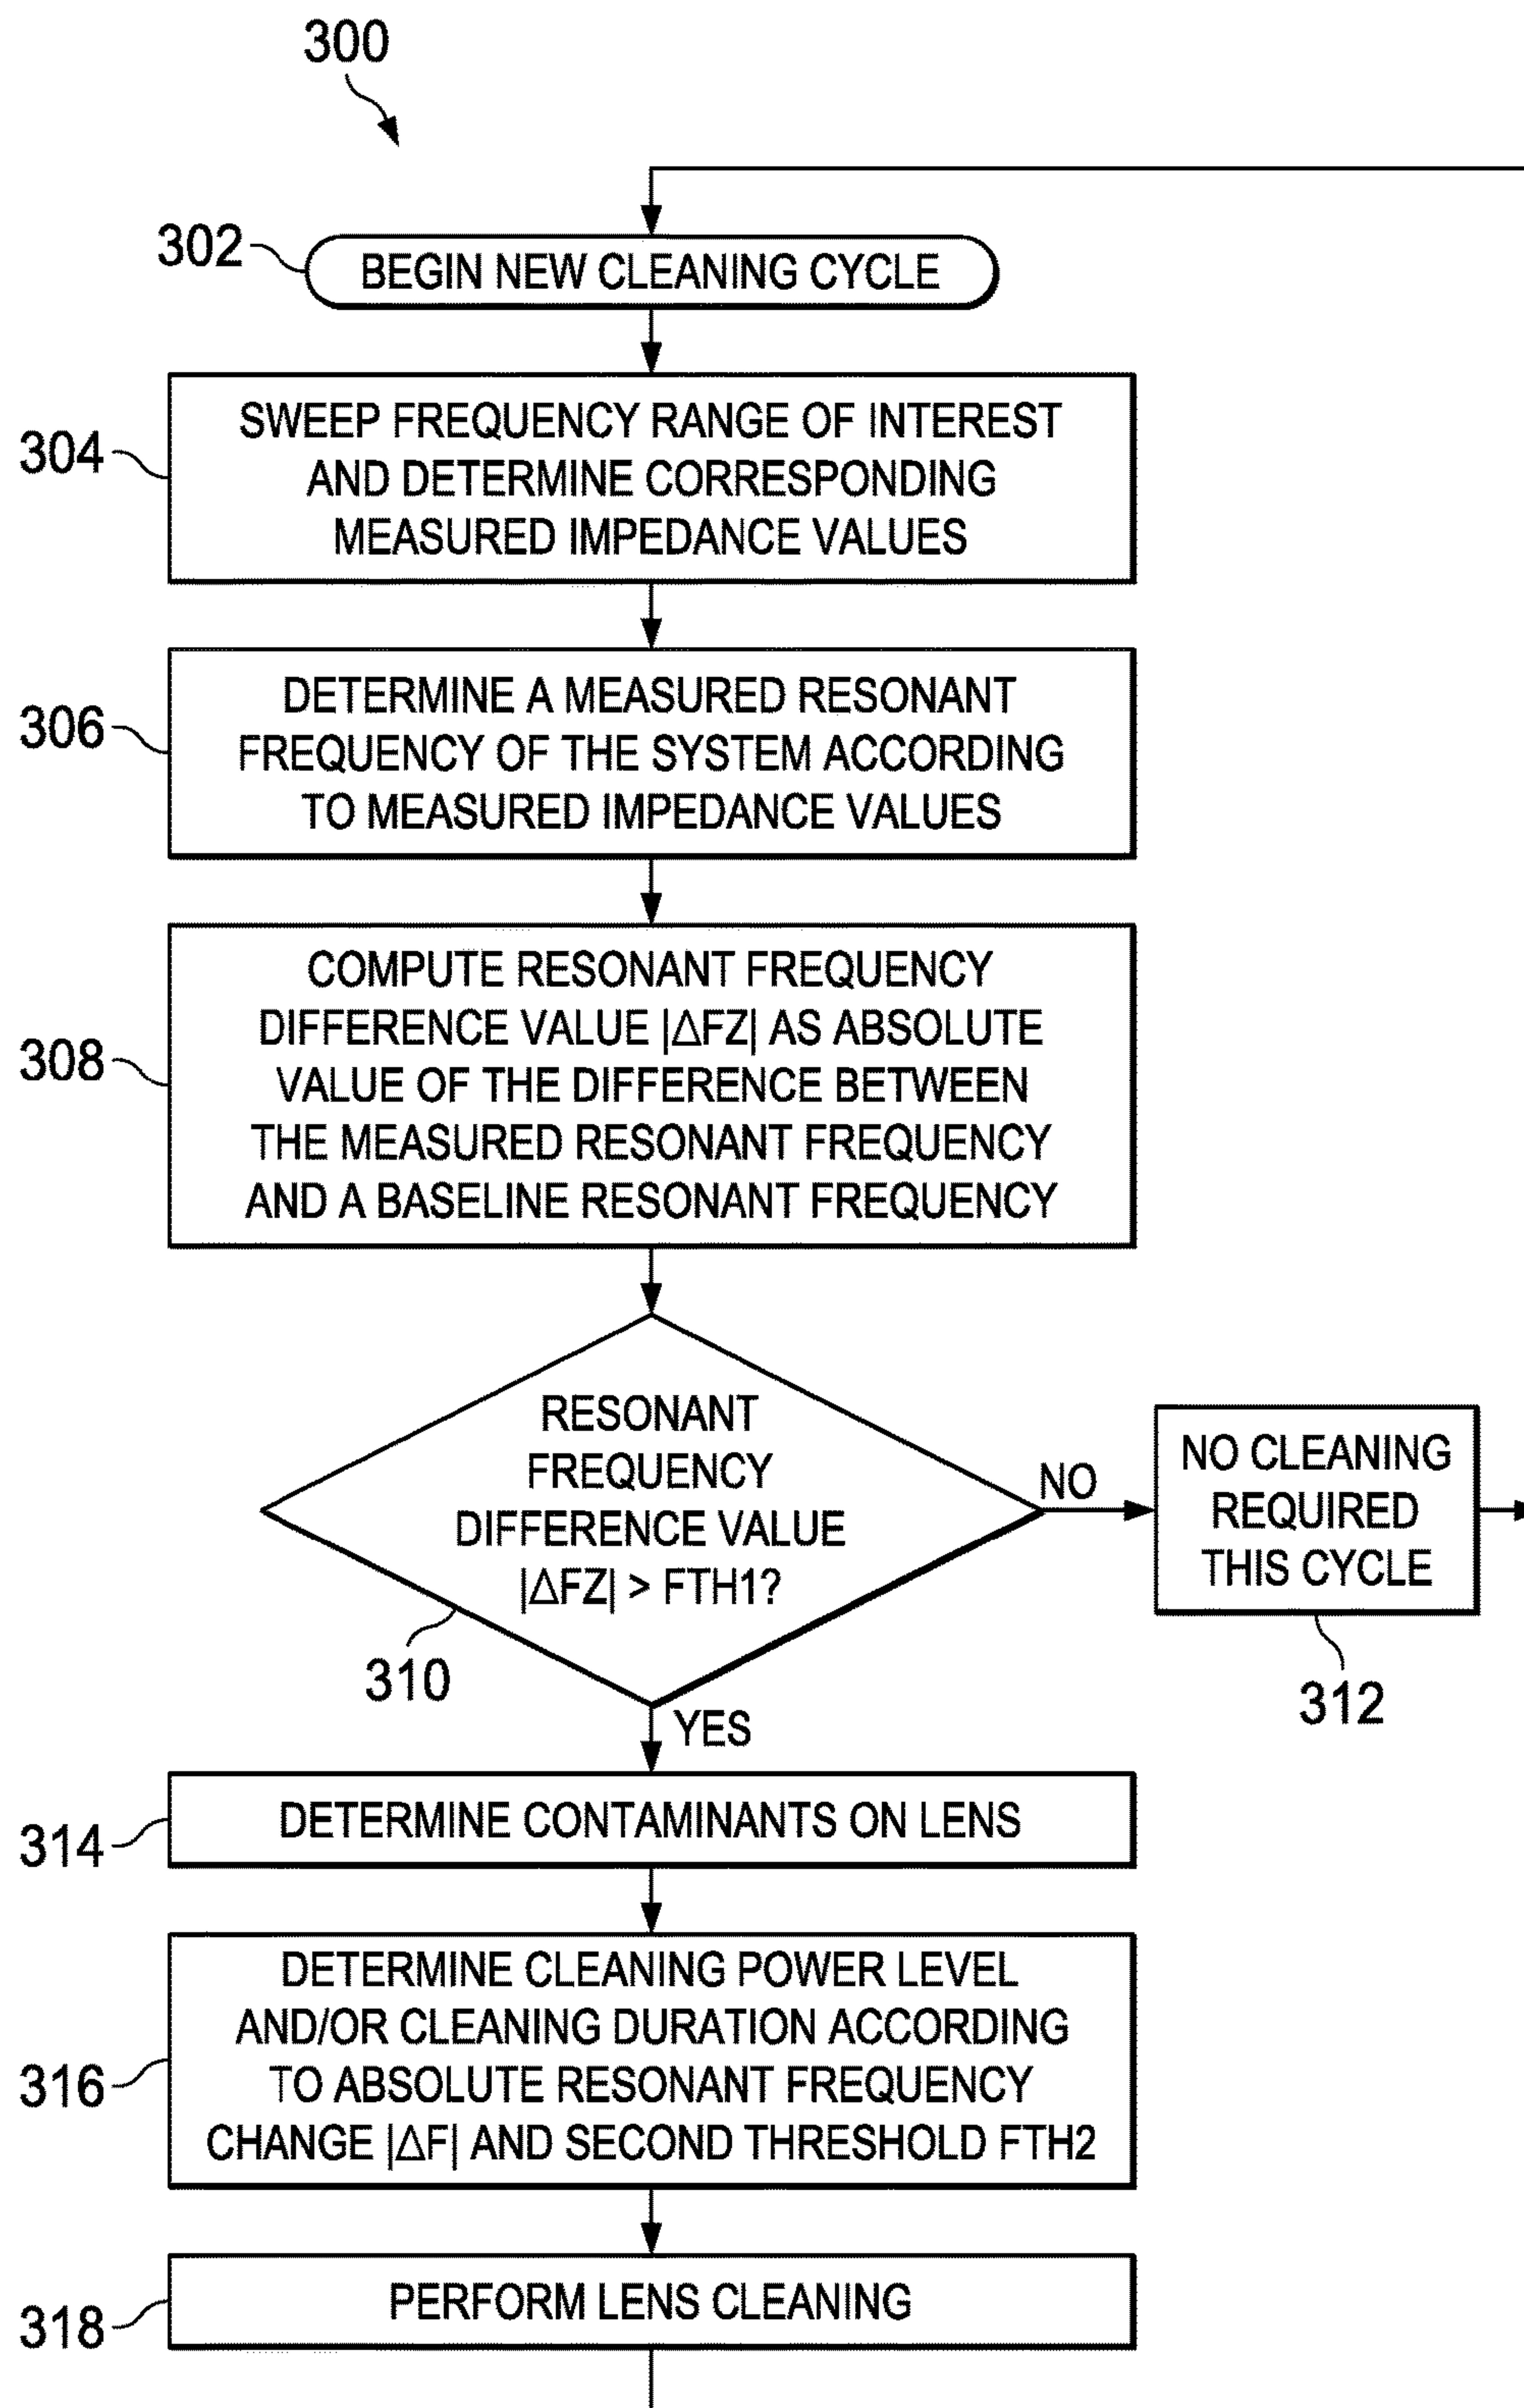 300
302
BEGIN NEW CLEANING CYCLE
304
SWEEP FREQUENCY RANGE OF INTEREST
AND DETERMINE CORRESPONDING
MEASURED IMPEDANCE VALUES
306
DETERMINE A MEASURED RESONANT
FREQUENCY OF THE SYSTEM ACCORDING
TO MEASURED IMPEDANCE VALUES
308
COMPUTE RESONANT FREQUENCY
DIFFERENCE VALUE |△FZ| AS ABSOLUTE
VALUE OF THE DIFFERENCE BETWEEN
THE MEASURED RESONANT FREQUENCY
AND A BASELINE RESONANT FREQUENCY
RESONANT
FREQUENCY
DIFFERENCE VALUE
|△FZ| > FTH1?
310
NO
NO CLEANING
REQUIRED
THIS CYCLE
312
YES
314
DETERMINE CONTAMINANTS ON LENS
316
DETERMINE CLEANING POWER LEVEL
AND/OR CLEANING DURATION ACCORDING
TO ABSOLUTE RESONANT FREQUENCY
CHANGE |△F| AND SECOND THRESHOLD FTH2
318
PERFORM LENS CLEANING